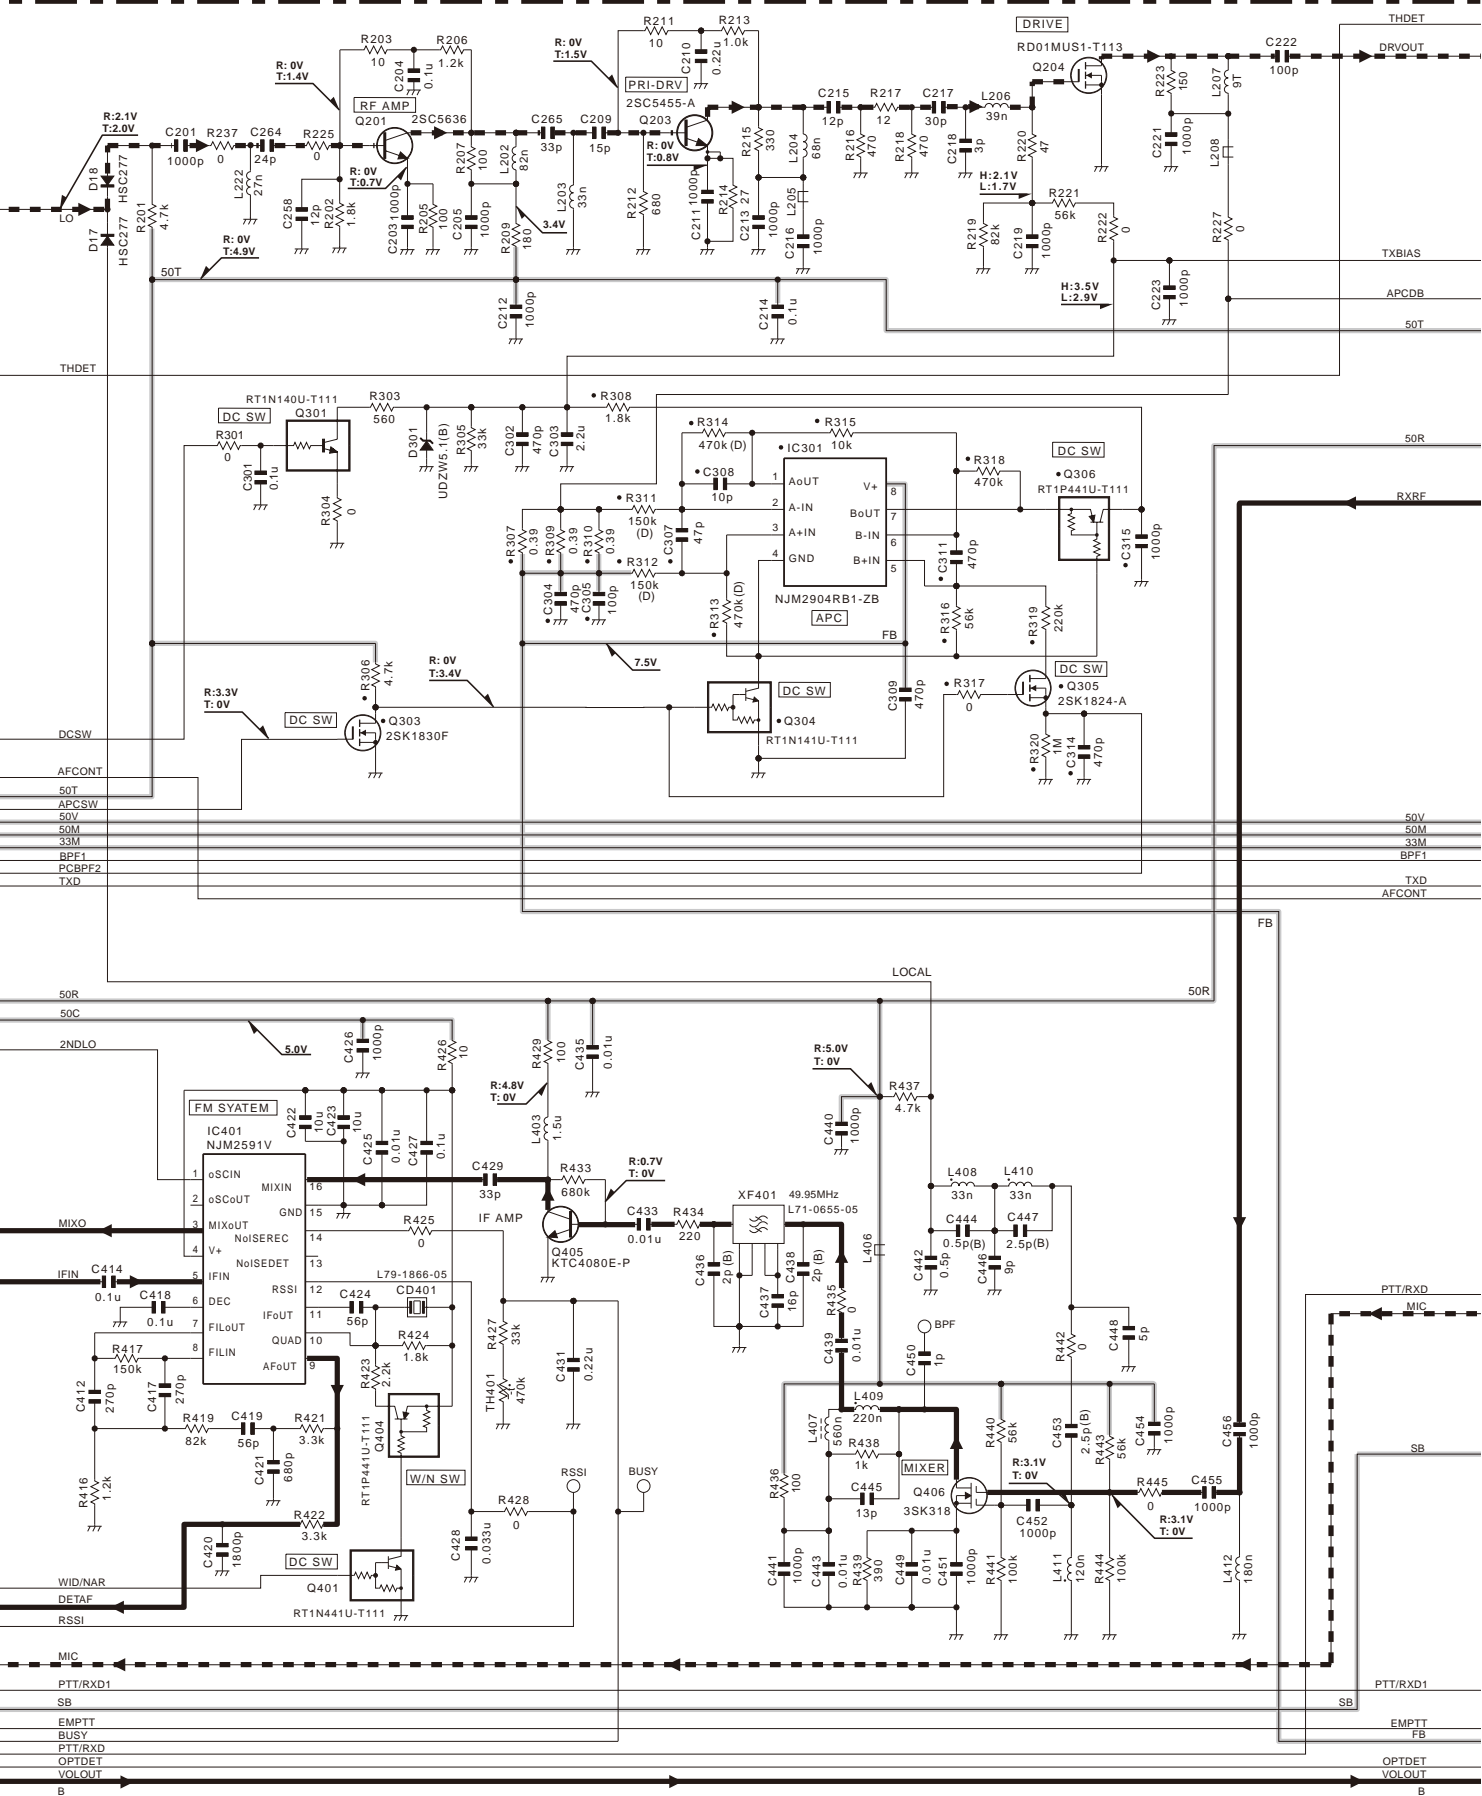 THDET
DRIVE
RD01MUS1-T113
Q204
DRVOUT
C222
100p
R223
150
L207
9T
R203
10
R206
1.2k
C204
0.1u
R: 0V
T:1.4V
R: 0V
T:1.5V
R211
10
C210
0.22u
R213
1.0k
PRI-DRV
2SC5455-A
Q203
RF AMP
Q201
2SC5636
R:2.1V
T:2.0V
C201
1000p
R237
0
C264
24p
R225
0
L222
27n
D18
HSC277
D17
HSC277
LO
R201
4.7k
C258
12p
R202
1.8k
R: 0V
T:0.7V
C203
1000p
R205
100
R207
100
L202
82n
C205
1000p
R209
180
3.4V
C265
33p
C209
15p
L203
33n
R212
680
R: 0V
T:0.8V
C211
1000p
R214
27
R215
330
C213
1000p
L204
68n
L205
C216
1000p
C215
12p
R216
470
R217
12
R218
470
C217
30p
C218
3p
L206
39n
R220
47
H:2.1V
L:1.7V
R219
82k
C219
1000p
R221
56k
R222
0
C221
1000p
L208
R227
0
TXBIAS
H:3.5V
L:2.9V
C223
1000p
APCDB
50T
R: 0V
T:4.9V
50T
C212
1000p
C214
0.1u
THDET
RT1N140U-T111
DC SW
Q301
R301
0
C301
0.1u
R304
0
R303
560
D301
UDZW5.1(B)
R305
33k
C302
470p
C303
2.2u
R308
1.8k
R314
470k(D)
R315
10k
C308
10p
IC301
1
AoUT
2
A-IN
3
A+IN
4
GND
V+
8
BoUT
7
B-IN
6
B+IN
5
NJM2904RB1-ZB
APC
R318
470k
DC SW
Q306
RT1P441U-T111
C315
1000p
50R
RXRF
R307
0.39
R309
0.39
R310
0.39
R311
150k
(D)
R312
150k
(D)
C307
47p
C304
470p
C305
100p
R313
470k(D)
C311
470p
R316
56k
R319
220k
FB
7.5V
R306
4.7k
R: 0V
T:3.4V
R:3.3V
T: 0V
DC SW
Q303
2SK1830F
DC SW
Q304
RT1N141U-T111
C309
470p
R317
0
DC SW
Q305
2SK1824-A
R320
1M
C314
470p
DCSW
AFCONT
50T
APCSW
50V
50M
33M
BPF1
PCBPF2
TXD
50V
50M
33M
BPF1
TXD
AFCONT
FB
LOCAL
50R
50R
50C
2NDLO
5.0V
C426
1000p
R426
10
R429
100
C435
0.01u
R:4.8V
T: 0V
L403
1.5u
R:5.0V
T: 0V
R437
4.7k
C440
1000p
FM SYATEM
IC401
NJM2591V
C422
10u
C423
10u
C425
0.01u
C427
0.1u
1
oSCIN
2
oSCoUT
3
MIXoUT
4
V+
5
IFIN
6
DEC
7
FILoUT
8
FILIN
MIXIN
16
GND
15
NoISEREC
14
NoISEDET
13
RSSI
12
IFoUT
11
QUAD
10
AFoUT
9
MIXO
IFIN
C414
0.1u
C418
0.1u
R417
150k
C412
270p
C417
270p
R416
1.2k
R419
82k
C419
56p
C421
680p
R421
3.3k
R422
3.3k
C420
1800p
C429
33p
R433
680k
R:0.7V
T: 0V
IF AMP
Q405
KTC4080E-P
C433
0.01u
R434
220
R425
0
L79-1866-05
C424
56p
CD401
R424
1.8k
R423
2.2k
Q404
RT1P441U-T111
W/N SW
R427
33k
TH401
470k
C431
0.22u
R428
0
C428
0.033u
RSSI
BUSY
DC SW
Q401
RT1N441U-T111
XF401
49.95MHz
L71-0655-05
C436
2p(B)
C437
16p
C438
2p(B)
R435
0
C439
0.01u
L406
L408
33n
L410
33n
C444
0.5p(B)
C447
2.5p(B)
C442
0.5p
C446
9p
BPF
C450
1p
R442
0
C448
5p
L409
220n
L407
560n
R438
1k
C445
13p
MIXER
Q406
3SK318
R436
100
C441
1000p
C443
0.01u
R439
390
C449
0.01u
C451
1000p
R440
56k
R441
100k
R:3.1V
T: 0V
C452
1000p
C453
2.5p(B)
L411
120n
R443
56k
R444
100k
C454
1000p
R445
0
C455
1000p
R:3.1V
T: 0V
C456
1000p
L412
180n
PTT/RXD
MIC
SB
WID/NAR
DETAF
RSSI
MIC
PTT/RXD1
SB
EMPTT
BUSY
PTT/RXD
OPTDET
VOLOUT
B
PTT/RXD1
SB
EMPTT
FB
OPTDET
VOLOUT
B